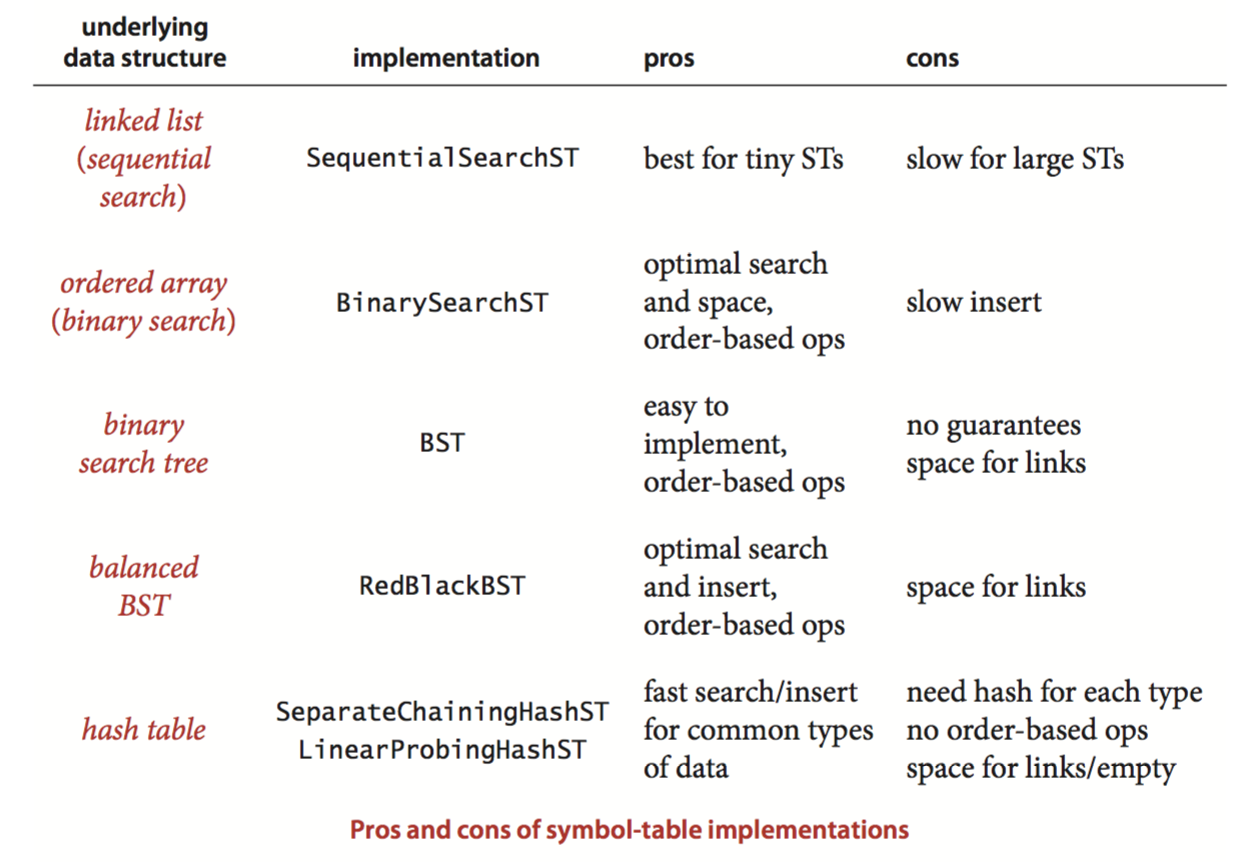 underlying
data structure implementation pros cons
linked list
(sequential
search)
SequentialSearchST
best for tiny STs
slow for large STs
ordered array
(binary search)
BinarySearchST
optimal search
and space,
order-based ops
slow insert
binary
search tree
BST
easy to
implement,
order-based ops
no guarantees
space for links
balanced
BST
RedBlackBST
optimal search
and insert,
order-based ops
space for links
hash table
SeparateChainingHashST
LinearProbingHashST
fast search/insert
for common types
of data
need hash for each type
no order-based ops
space for links/empty
Pros and cons of symbol-table implementations